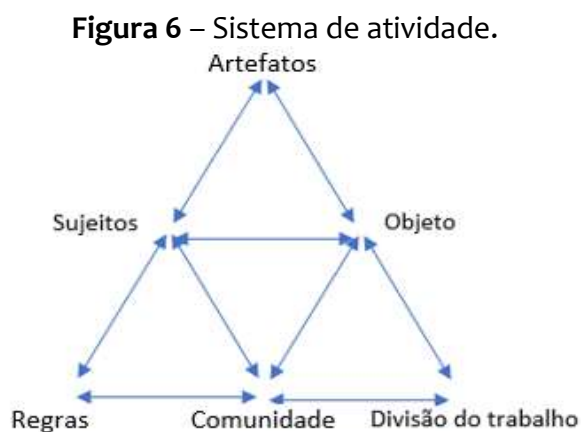 Figura 6 – Sistema de atividade.
Artefatos
Sujeitos Objeto
Regras Comunidade Divisão do trabalho